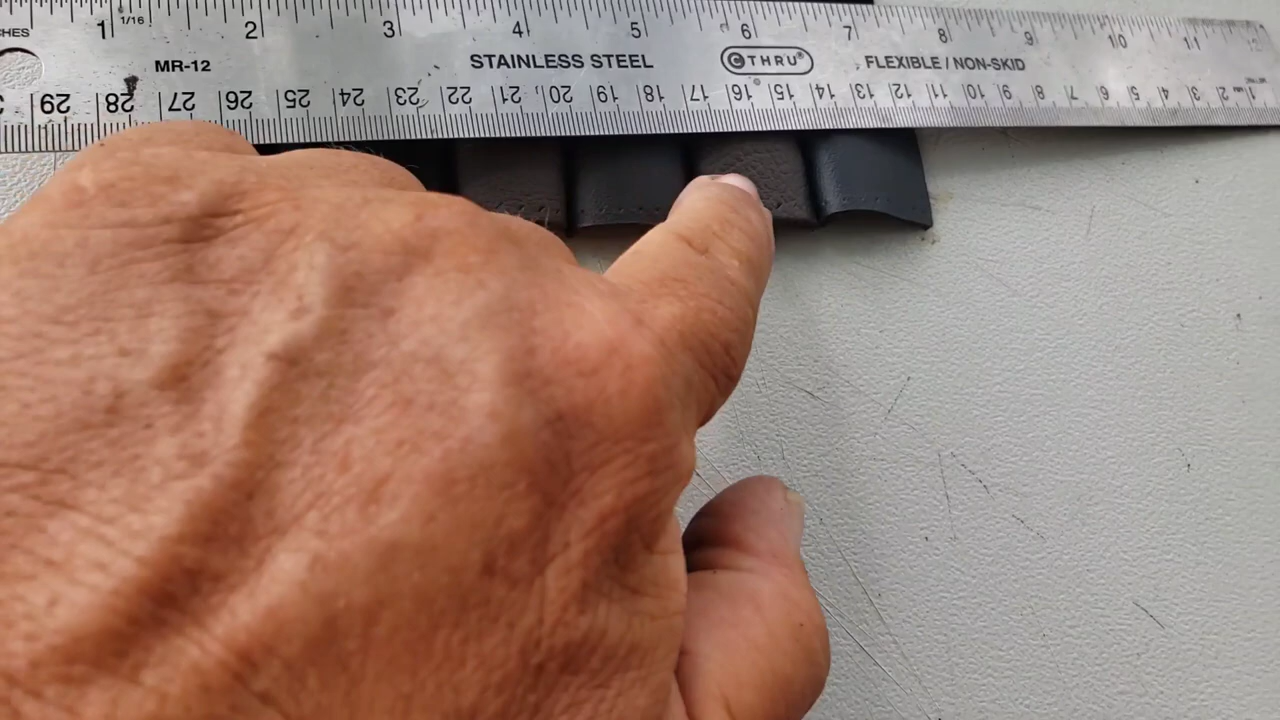 CHES 1 1/16 2 3 4 5 6 7 8 9 10 11 12
MR-12 STAINLESS STEEL C THRU® FLEXIBLE / NON-SKID
29 28 27 26 25 24 23 22 21 20 19 18 17 16 15 14 13 12 11 10 9 8 7 6 5 4 3 2 1